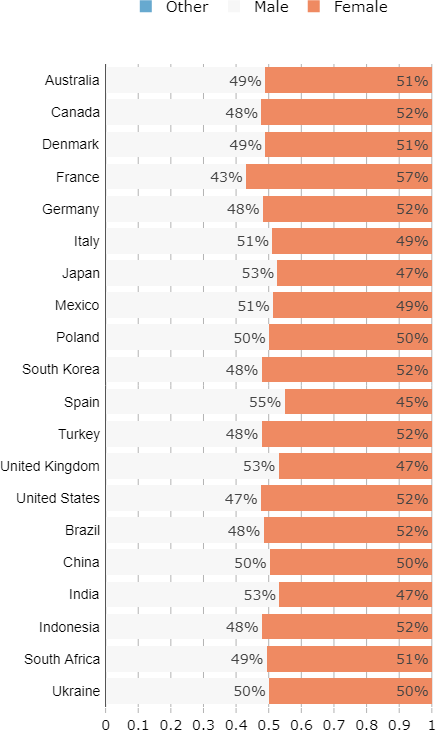 Other Male Female
Australia 49% 51%
Canada 48% 52%
Denmark 49% 51%
France 43% 57%
Germany 48% 52%
Italy 51% 49%
Japan 53% 47%
Mexico 51% 49%
Poland 50% 50%
South Korea 48% 52%
Spain 55% 45%
Turkey 48% 52%
United Kingdom 53% 47%
United States 47% 52%
Brazil 48% 52%
China 50% 50%
India 53% 47%
Indonesia 48% 52%
South Africa 49% 51%
Ukraine 50% 50%
0 0.1 0.2 0.3 0.4 0.5 0.6 0.7 0.8 0.9 1